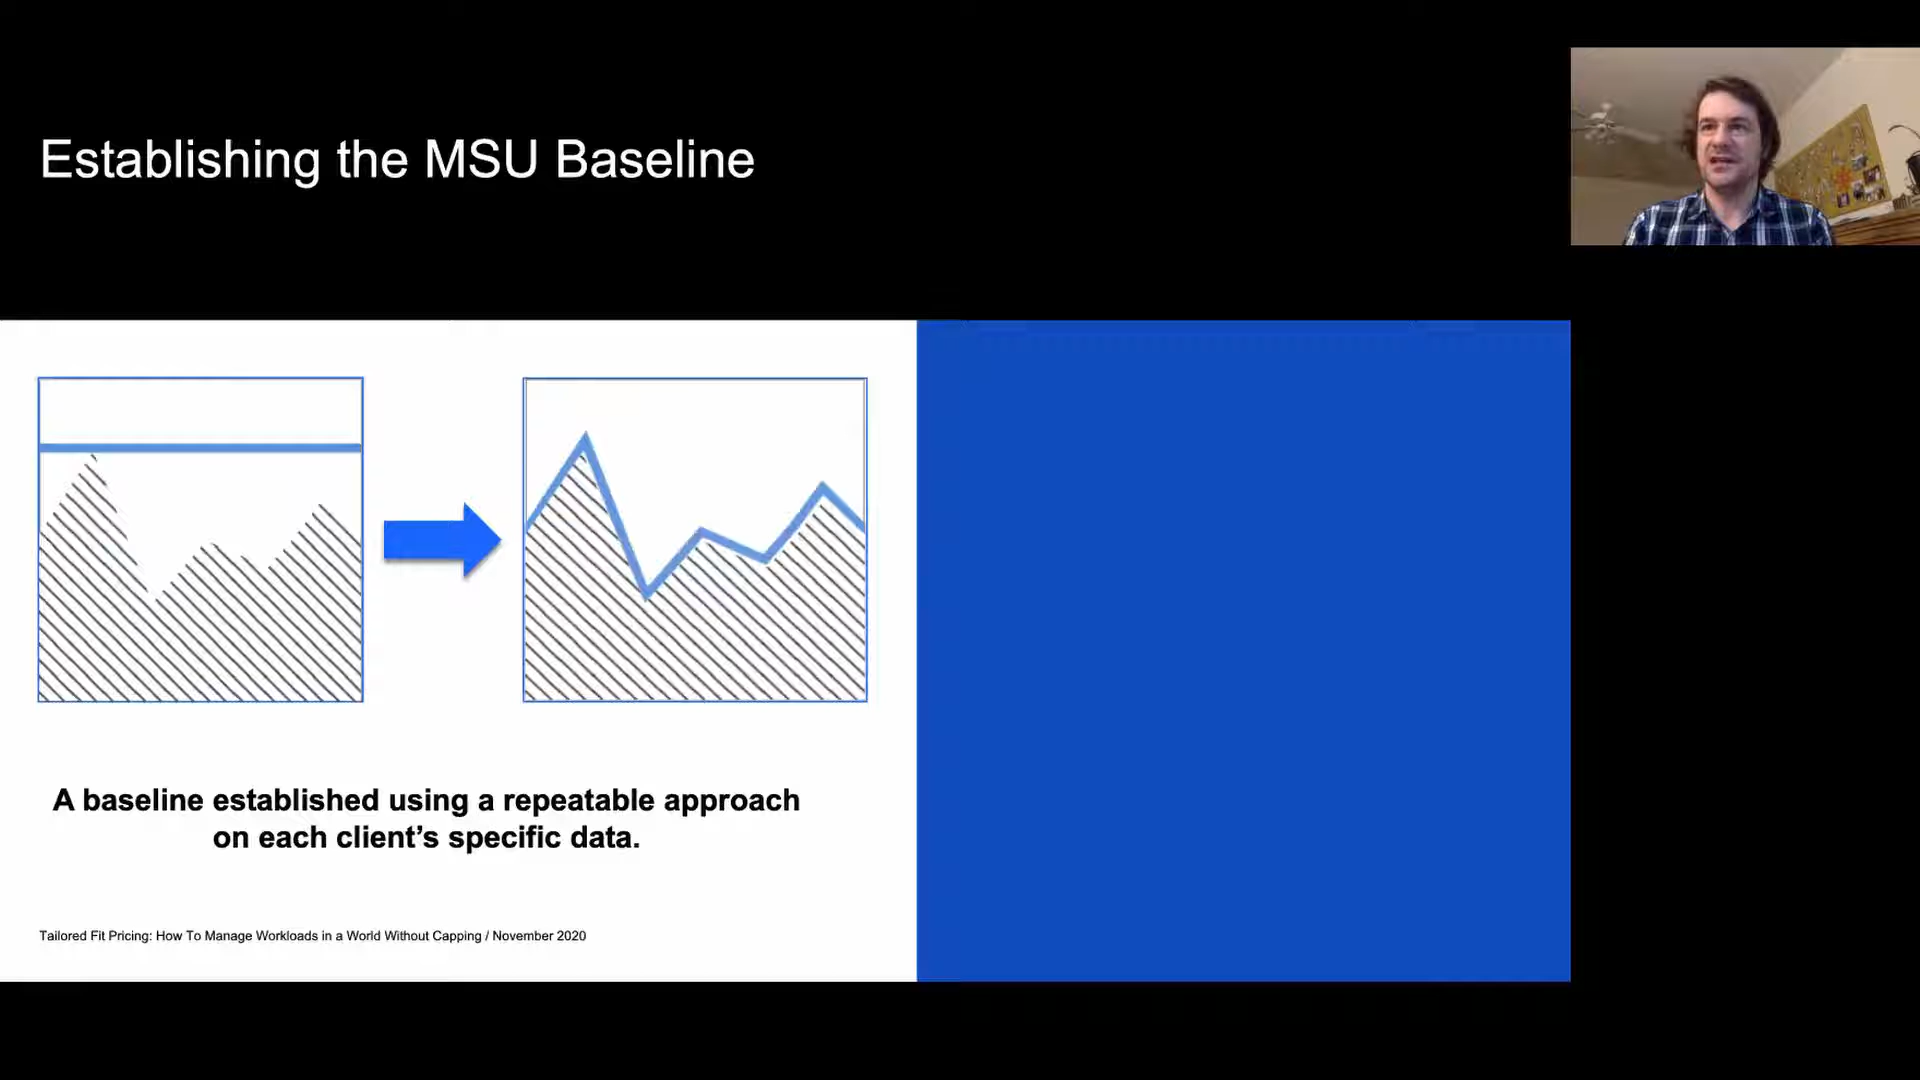 Establishing the MSU Baseline
A baseline established using a repeatable approach
on each client’s specific data.
Tailored Fit Pricing: How To Manage Workloads in a World Without Capping / November 2020